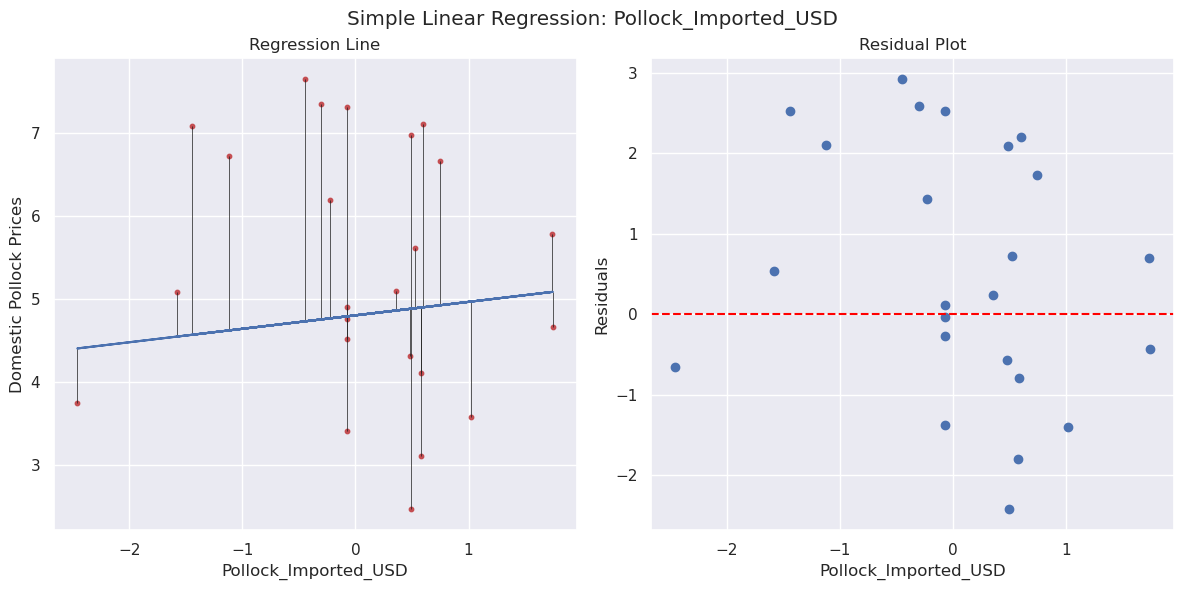 Simple Linear Regression: Pollock_Imported_USD
Regression Line
Domestic Pollock Prices
7
6
5
4
3
−2
−1
0
1
Pollock_Imported_USD
Residual Plot
Residuals
3
2
1
0
−1
−2
−2
−1
0
1
Pollock_Imported_USD